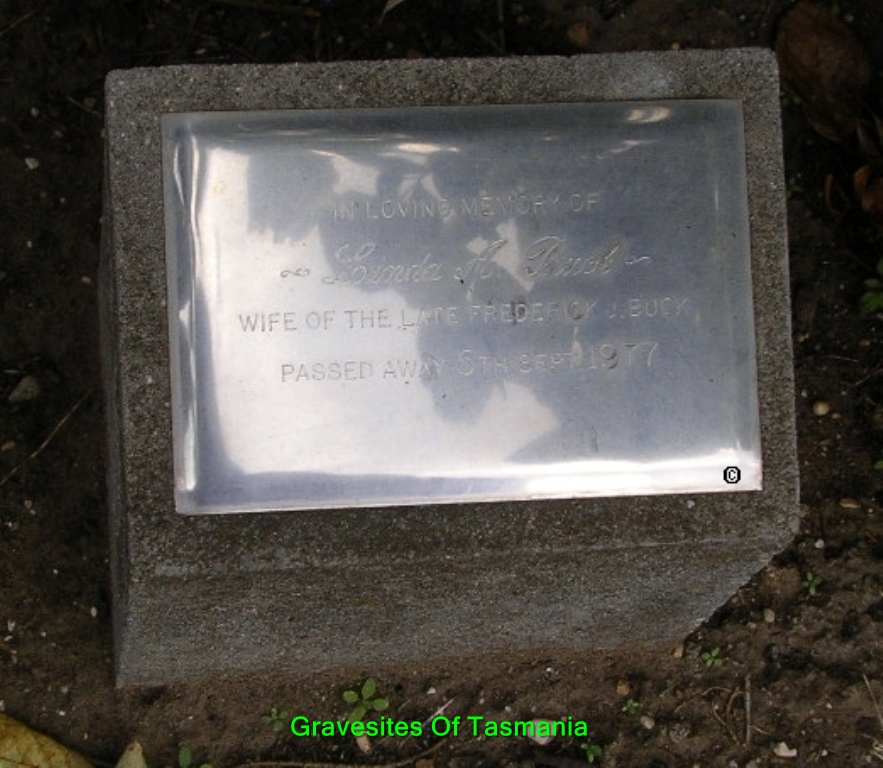 IN LOVING MEMORY OF
~ Linda A. Buck ~
WIFE OF THE LATE FREDERICK J. BUCK
PASSED AWAY 5TH SEPT. 1977
©
Gravesites Of Tasmania